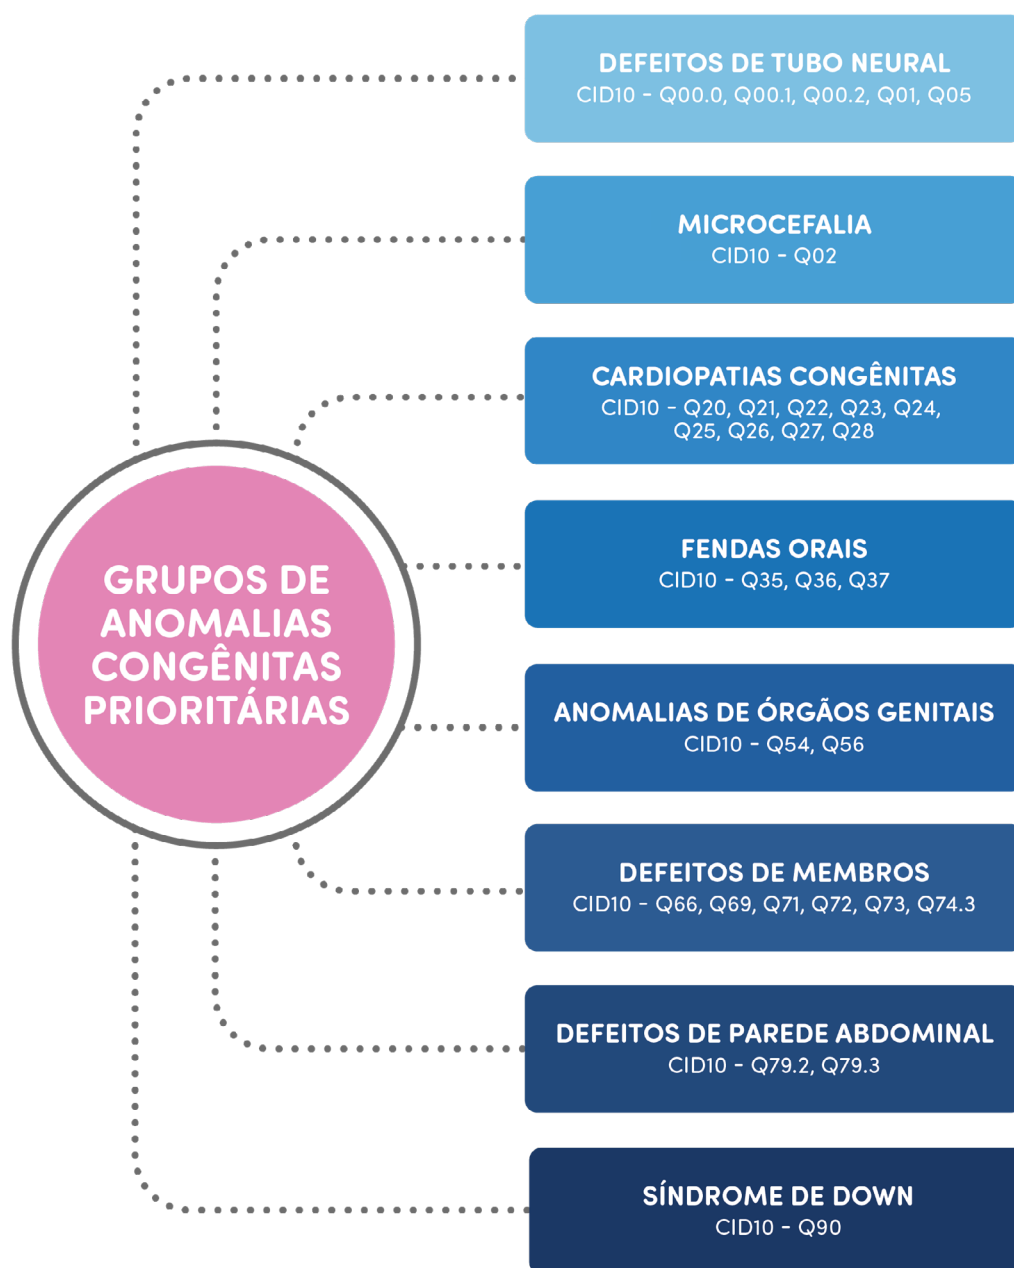 DEFEITOS DE TUBO NEURAL
CID10 - Q00.0, Q00.1, Q00.2, Q01, Q05
MICROCEFALIA
CID10 - Q02
CARDIOPATIAS CONGÊNITAS
CID10 - Q20, Q21, Q22, Q23, Q24,
Q25, Q26, Q27, Q28
GRUPOS DE
ANOMALIAS
CONGÊNITAS
PRIORITÁRIAS
FENDAS ORAIS
CID10 - Q35, Q36, Q37
ANOMALIAS DE ÓRGÃOS GENITAIS
CID10 - Q54, Q56
DEFEITOS DE MEMBROS
CID10 - Q66, Q69, Q71, Q72, Q73, Q74.3
DEFEITOS DE PAREDE ABDOMINAL
CID10 - Q79.2, Q79.3
SÍNDROME DE DOWN
CID10 - Q90